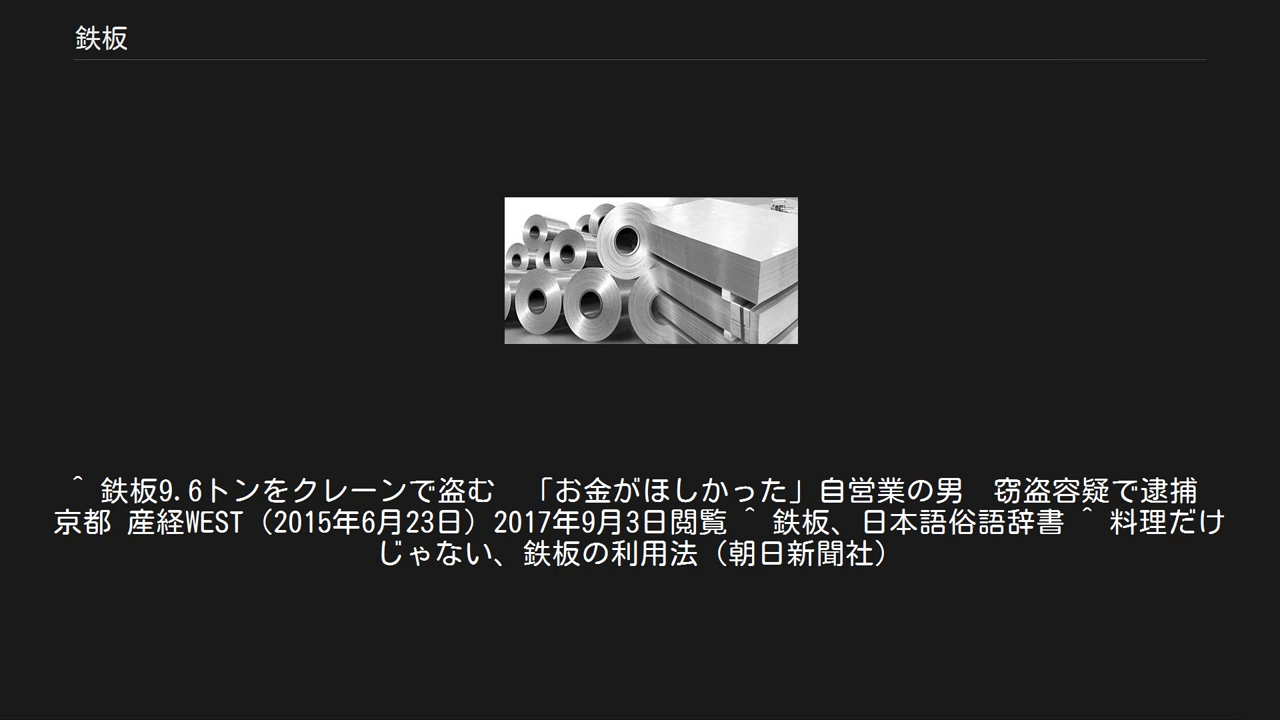 鉄板
^ 鉄板9.6トンをクレーンで盗む　「お金がほしかった」自営業の男　窃盗容疑で逮捕
京都 産経WEST（2015年6月23日）2017年9月3日閲覧 ^ 鉄板、日本語俗語辞書 ^ 料理だけ
じゃない、鉄板の利用法（朝日新聞社）